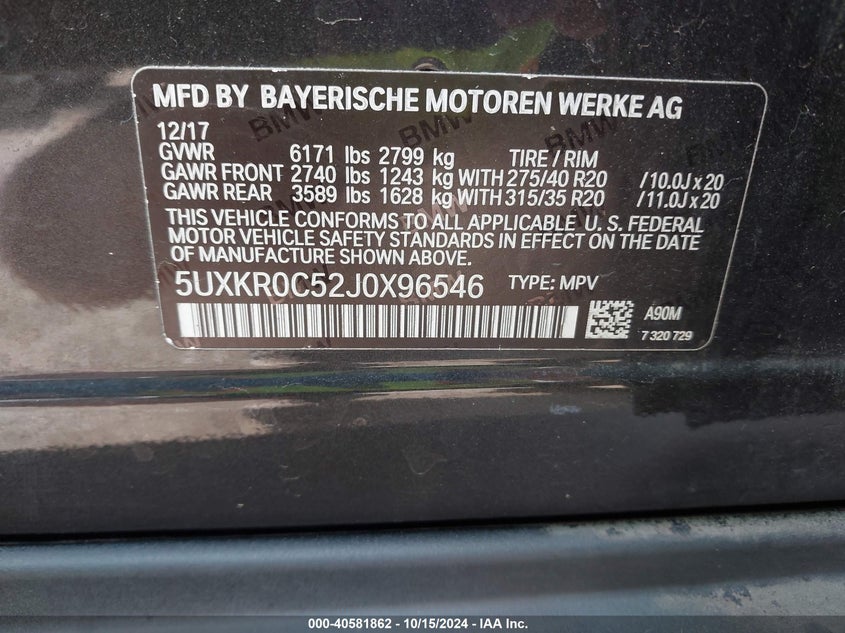 MFD BY BAYERISCHE MOTOREN WERKE AG
12/17
GVWR 6171 lbs 2799 kg TIRE / RIM
GAWR FRONT 2740 lbs 1243 kg WITH 275/40 R20 /10.0J x 20
GAWR REAR 3589 lbs 1628 kg WITH 315/35 R20 /11.0J x 20
THIS VEHICLE CONFORMS TO ALL APPLICABLE U. S. FEDERAL
MOTOR VEHICLE SAFETY STANDARDS IN EFFECT ON THE DATE
OF MANUFACTURE SHOWN ABOVE.
5UXKR0C52J0X96546 TYPE: MPV
A90M
7 320 729
000-40581862 - 10/15/2024 - IAA Inc.